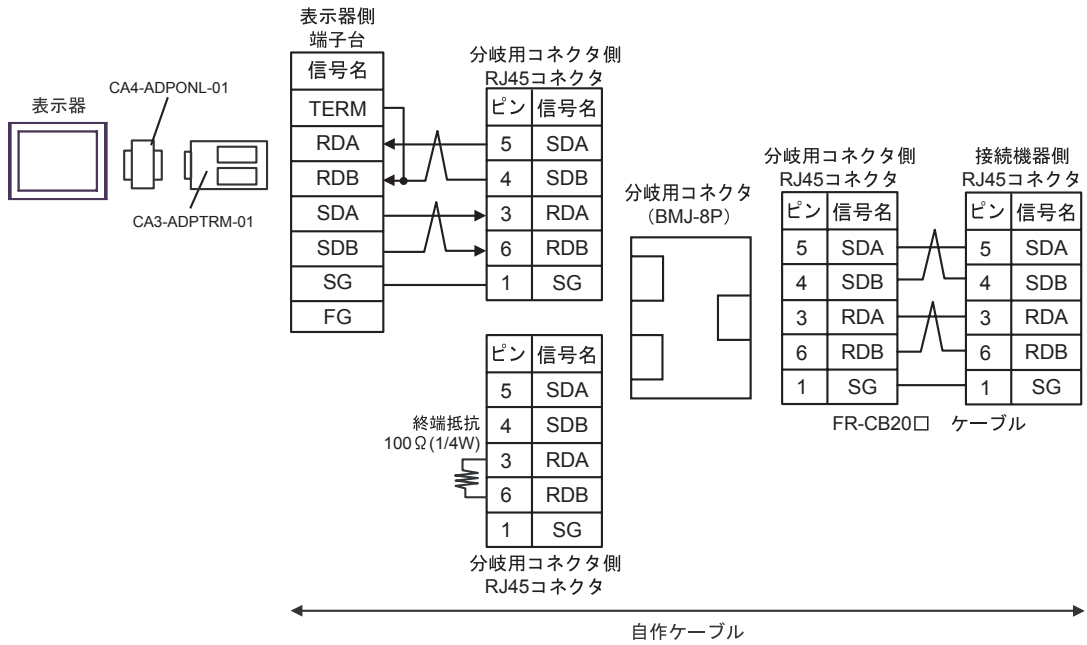 表示器
CA4-ADPONL-01
CA3-ADPTRM-01
表示器側
端子台
信号名
TERM
RDA
RDB
SDA
SDB
SG
FG
分岐用コネクタ側
RJ45コネクタ
ピン 信号名
5 SDA
4 SDB
3 RDA
6 RDB
1 SG
終端抵抗
100Ω(1/4W)
ピン 信号名
5 SDA
4 SDB
3 RDA
6 RDB
1 SG
分岐用コネクタ側
RJ45コネクタ
分岐用コネクタ
（BMJ-8P）
分岐用コネクタ側
RJ45コネクタ
ピン 信号名
5 SDA
4 SDB
3 RDA
6 RDB
1 SG
接続機器側
RJ45コネクタ
ピン 信号名
5 SDA
4 SDB
3 RDA
6 RDB
1 SG
FR-CB20□ ケーブル
自作ケーブル